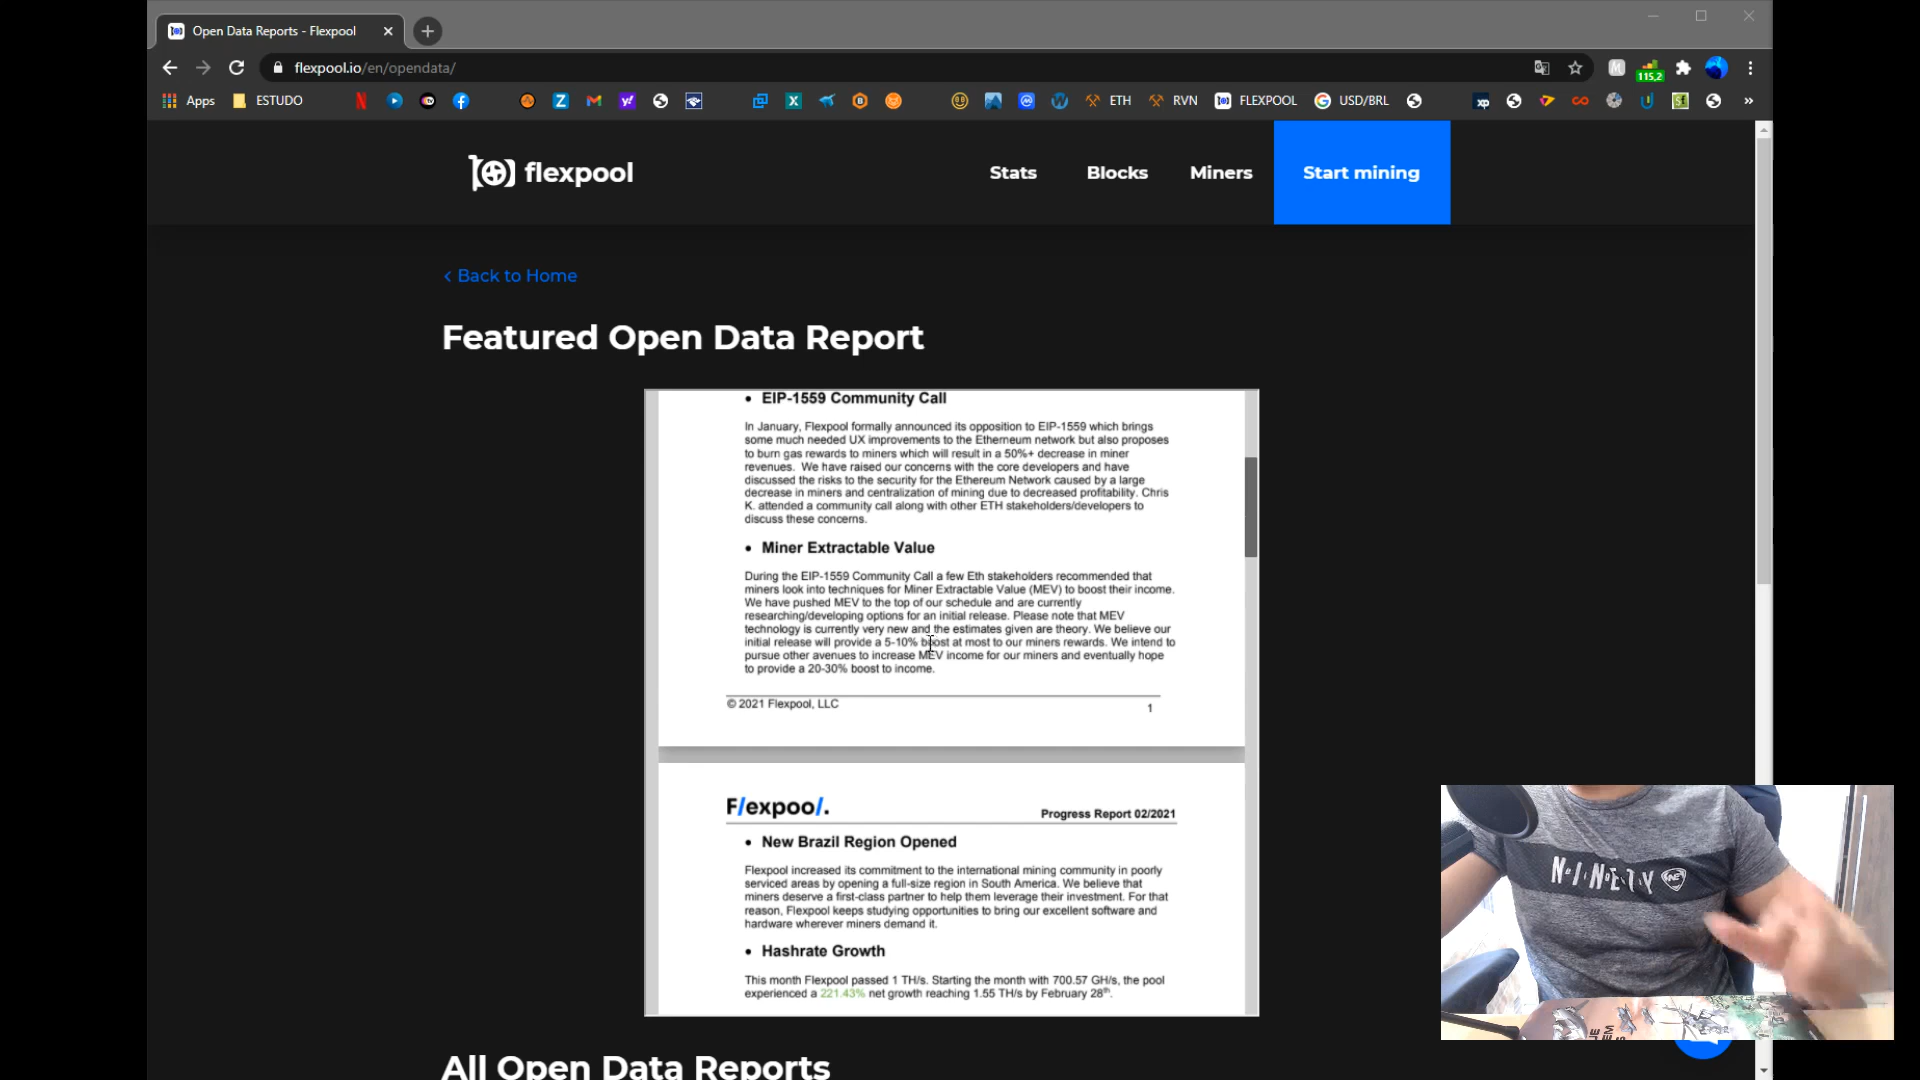 Open Data Reports - Flexpool
flexpool.io/en/opendata/
115,2
Apps
ESTUDO
ETH
RVN
FLEXPOOL
USD/BRL
flexpool
Stats
Blocks
Miners
Start mining
< Back to Home
Featured Open Data Report
• EIP-1559 Community Call
In January, Flexpool formally announced its opposition to EIP-1559 which brings
some much needed UX improvements to the Etherneum network but also proposes
to burn gas rewards to miners which will result in a 50%+ decrease in miner
revenues. We have raised our concerns with the core developers and have
discussed the risks to the security for the Ethereum Network caused by a large
decrease in miners and centralization of mining due to decreased profitability. Chris
K. attended a community call along with other ETH stakeholders/developers to
discuss these concerns.
• Miner Extractable Value
During the EIP-1559 Community Call a few Eth stakeholders recommended that
miners look into techniques for Miner Extractable Value (MEV) to boost their income.
We have pushed MEV to the top of our schedule and are currently
researching/developing options for an initial release. Please note that MEV
technology is currently very new and the estimates given are theory. We believe our
initial release will provide a 5-10% boost at most to our miners rewards. We intend to
pursue other avenues to increase MEV income for our miners and eventually hope
to provide a 20-30% boost to income.
© 2021 Flexpool, LLC
1
F/expoo/.
Progress Report 02/2021
• New Brazil Region Opened
Flexpool increased its commitment to the international mining community in poorly
serviced areas by opening a full-size region in South America. We believe that
miners deserve a first-class partner to help them leverage their investment. For that
reason, Flexpool keeps studying opportunities to bring our excellent software and
hardware wherever miners demand it.
• Hashrate Growth
This month Flexpool passed 1 TH/s. Starting the month with 700.57 GH/s, the pool
experienced a 221.43% net growth reaching 1.55 TH/s by February 28th.
All Open Data Reports
NINETY